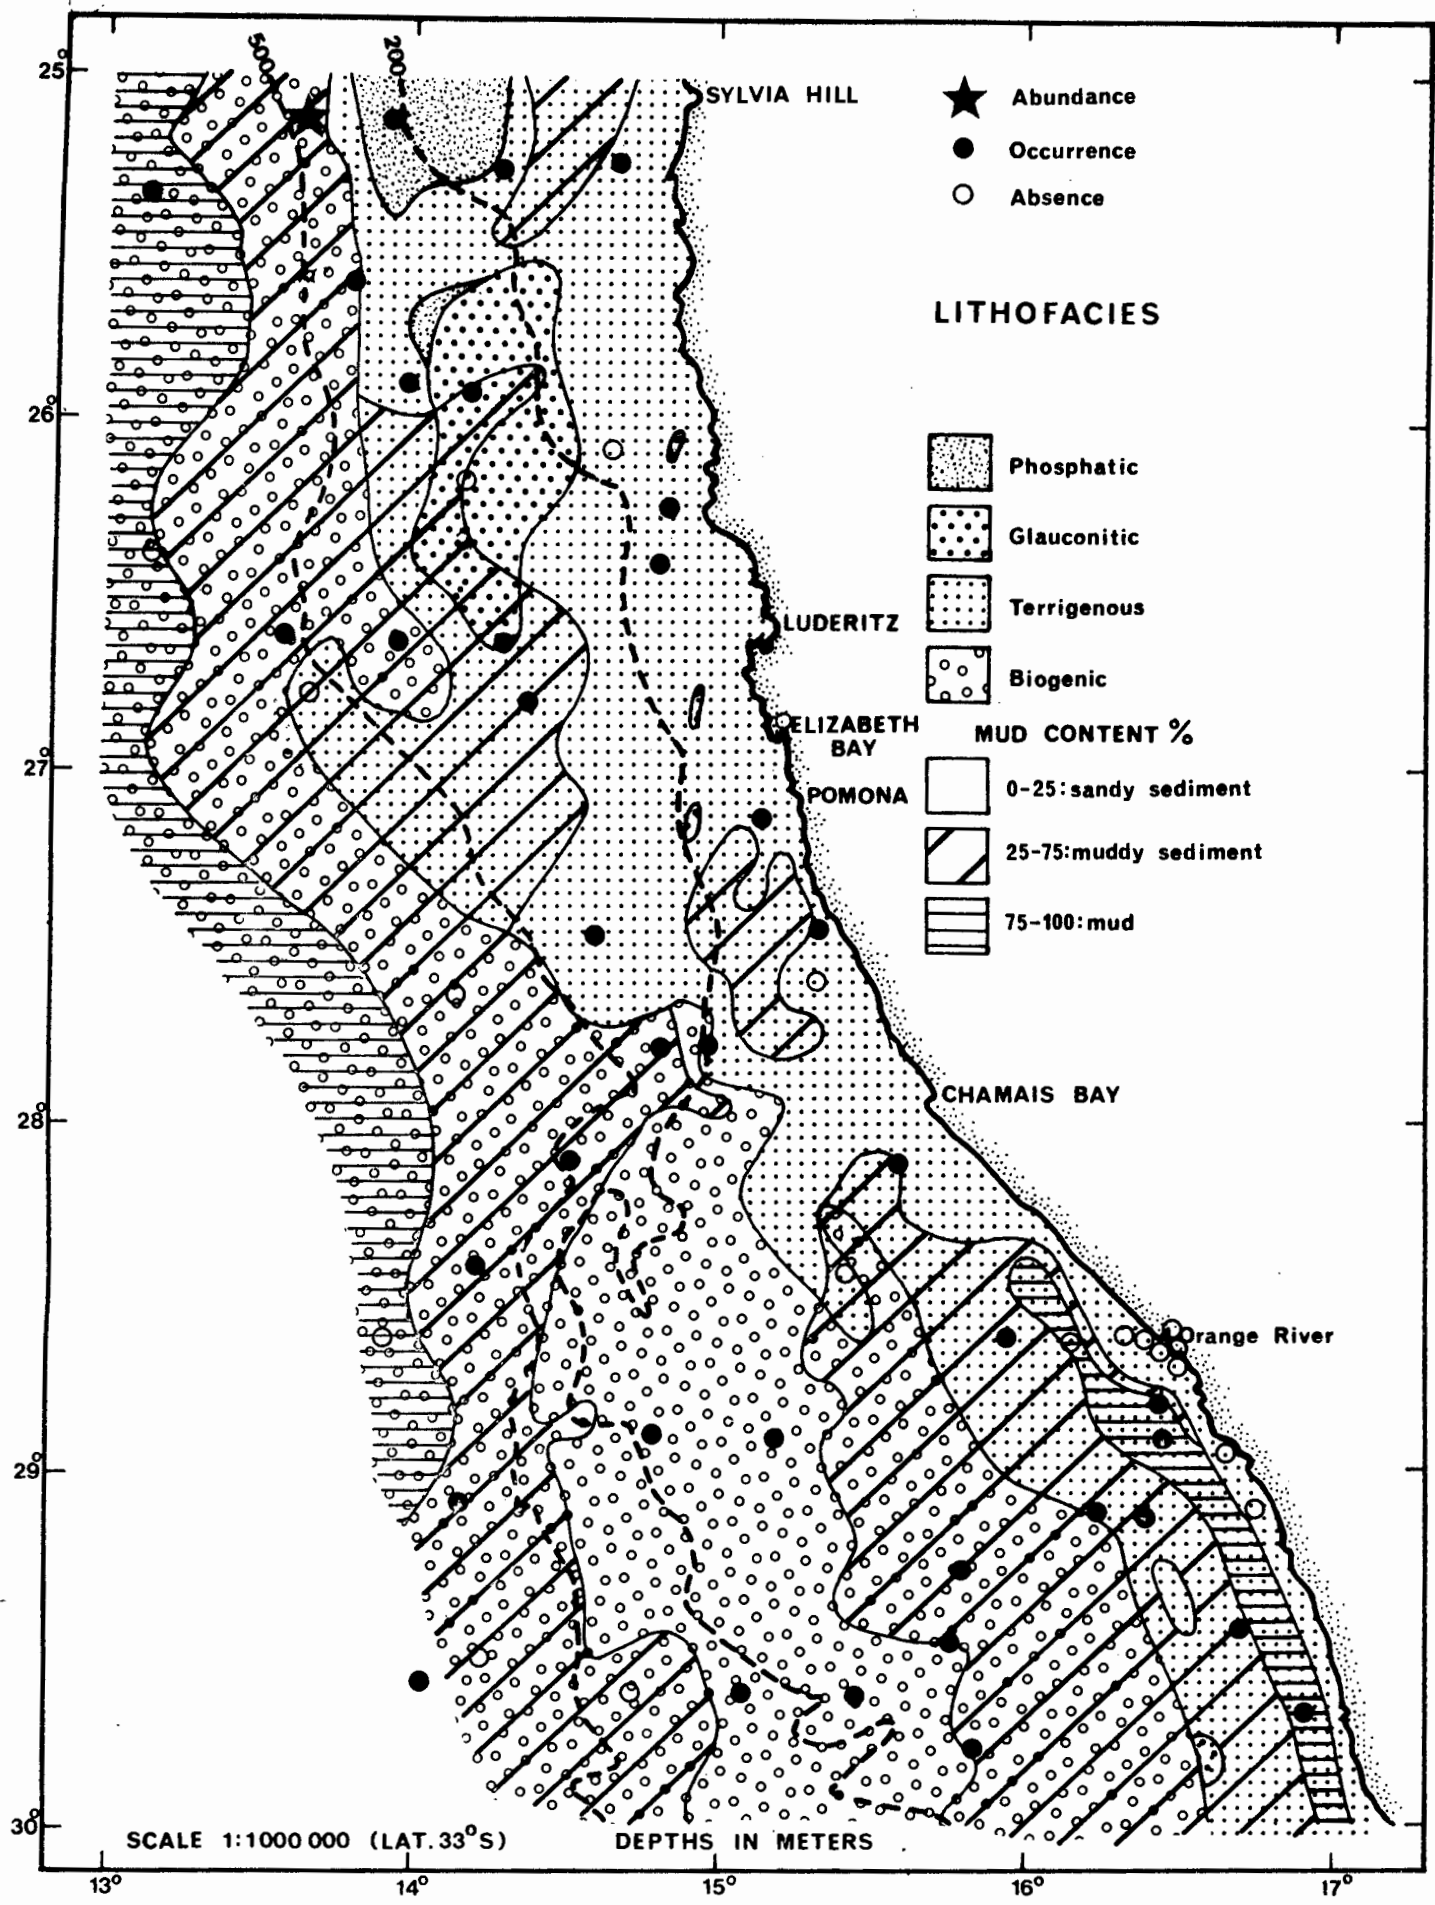 500
200
25°
SYLVIA HILL
Abundance
Occurrence
Absence
LITHOFACIES
26°
Phosphatic
Glauconitic
Terrigenous
LUDERITZ
Biogenic
ELIZABETH
BAY
MUD CONTENT %
27°
POMONA
0-25:sandy sediment
25-75:muddy sediment
75-100:mud
28°
CHAMAIS BAY
Orange River
29°
30°
SCALE 1:1000 000 (LAT.33°S)
DEPTHS IN METERS
13° 14° 15° 16° 17°